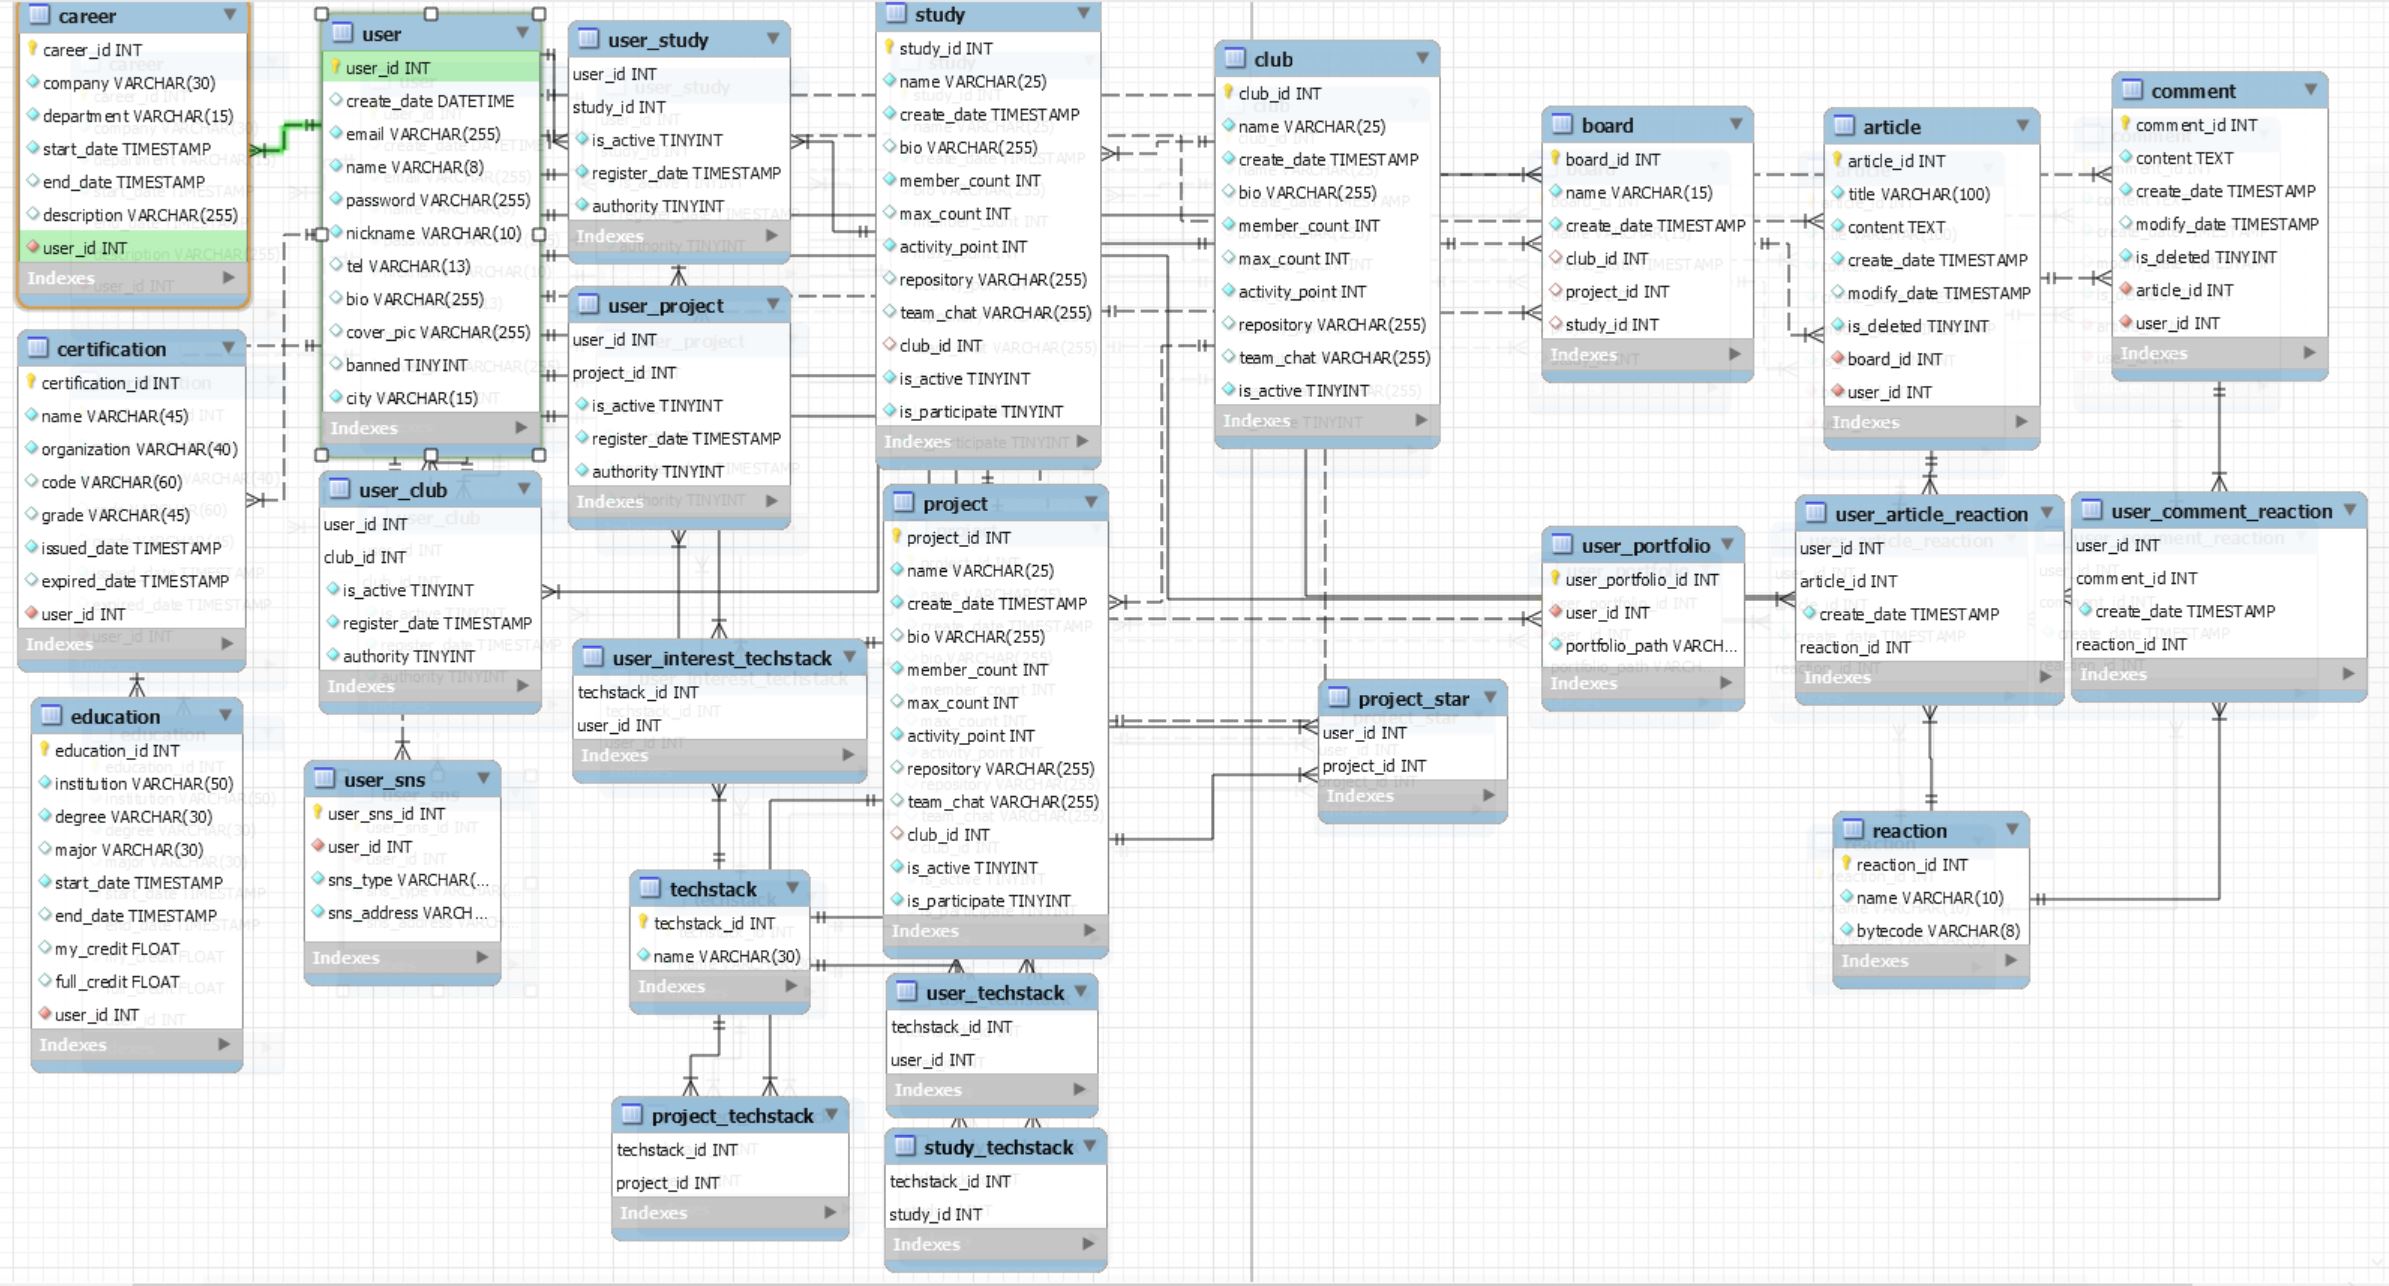 career
career_id INT
company VARCHAR(30)
department VARCHAR(15)
start_date TIMESTAMP
end_date TIMESTAMP
description VARCHAR(255)
user_id INT
Indexes
certification
certification_id INT
name VARCHAR(45)
organization VARCHAR(40)
code VARCHAR(60)
grade VARCHAR(45)
issued_date TIMESTAMP
expired_date TIMESTAMP
user_id INT
Indexes
education
education_id INT
institution VARCHAR(50)
degree VARCHAR(30)
major VARCHAR(30)
start_date TIMESTAMP
end_date TIMESTAMP
my_credit FLOAT
full_credit FLOAT
user_id INT
Indexes
user
user_id INT
create_date DATETIME
email VARCHAR(255)
name VARCHAR(8)
password VARCHAR(255)
nickname VARCHAR(10)
tel VARCHAR(13)
bio VARCHAR(255)
cover_pic VARCHAR(255)
banned TINYINT
city VARCHAR(15)
Indexes
user_club
user_id INT
club_id INT
is_active TINYINT
register_date TIMESTAMP
authority TINYINT
Indexes
user_sns
user_sns_id INT
user_id INT
sns_type VARCHAR(...
sns_address VARCH...
Indexes
user_study
user_id INT
study_id INT
is_active TINYINT
register_date TIMESTAMP
authority TINYINT
Indexes
user_project
user_id INT
project_id INT
is_active TINYINT
register_date TIMESTAMP
authority TINYINT
Indexes
user_interest_techstack
techstack_id INT
user_id INT
Indexes
techstack
techstack_id INT
name VARCHAR(30)
Indexes
project_techstack
techstack_id INT
project_id INT
Indexes
study
study_id INT
name VARCHAR(25)
create_date TIMESTAMP
bio VARCHAR(255)
member_count INT
max_count INT
activity_point INT
repository VARCHAR(255)
team_chat VARCHAR(255)
club_id INT
is_active TINYINT
is_participate TINYINT
Indexes
project
project_id INT
name VARCHAR(25)
create_date TIMESTAMP
bio VARCHAR(255)
member_count INT
max_count INT
activity_point INT
repository VARCHAR(255)
team_chat VARCHAR(255)
club_id INT
is_active TINYINT
is_participate TINYINT
Indexes
user_techstack
techstack_id INT
user_id INT
Indexes
study_techstack
techstack_id INT
study_id INT
Indexes
club
club_id INT
name VARCHAR(25)
create_date TIMESTAMP
bio VARCHAR(255)
member_count INT
max_count INT
activity_point INT
repository VARCHAR(255)
team_chat VARCHAR(255)
is_active TINYINT
Indexes
project_star
user_id INT
project_id INT
Indexes
board
board_id INT
name VARCHAR(15)
create_date TIMESTAMP
club_id INT
project_id INT
study_id INT
Indexes
user_portfolio
user_portfolio_id INT
user_id INT
portfolio_path VARCH...
Indexes
article
article_id INT
title VARCHAR(100)
content TEXT
create_date TIMESTAMP
modify_date TIMESTAMP
is_deleted TINYINT
board_id INT
user_id INT
Indexes
user_article_reaction
user_id INT
article_id INT
create_date TIMESTAMP
reaction_id INT
Indexes
reaction
reaction_id INT
name VARCHAR(10)
bytecode VARCHAR(8)
Indexes
comment
comment_id INT
content TEXT
create_date TIMESTAMP
modify_date TIMESTAMP
is_deleted TINYINT
article_id INT
user_id INT
Indexes
user_comment_reaction
user_id INT
comment_id INT
create_date TIMESTAMP
reaction_id INT
Indexes